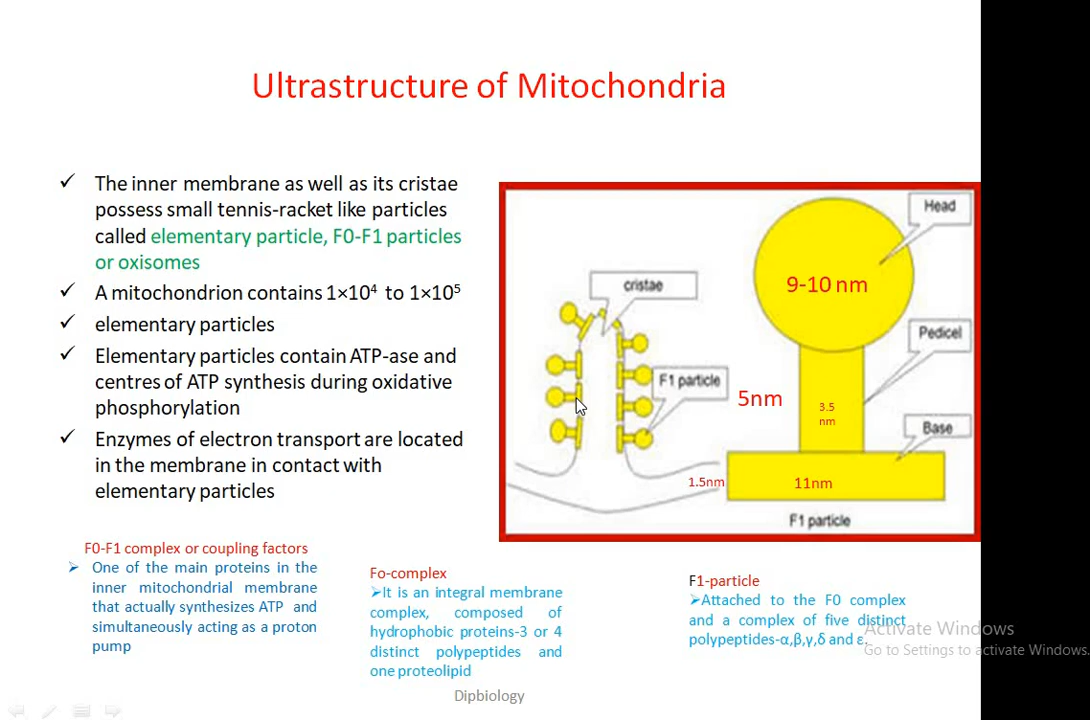 Ultrastructure of Mitochondria
✓ The inner membrane as well as its cristae
possess small tennis-racket like particles
called elementary particle, F0-F1 particles
or oxisomes
✓ A mitochondrion contains 1×10⁴ to 1×10⁵
✓ elementary particles
✓ Elementary particles contain ATP-ase and
centres of ATP synthesis during oxidative
phosphorylation
✓ Enzymes of electron transport are located
in the membrane in contact with
elementary particles
Head
cristae
9-10 nm
Pedicel
F1 particle
5nm
3.5
nm
Base
1.5nm
11nm
F1 particle
F0-F1 complex or coupling factors
➢ One of the main proteins in the
inner mitochondrial membrane
that actually synthesizes ATP and
simultaneously acting as a proton
pump
Fo-complex
➢It is an integral membrane
complex, composed of
hydrophobic proteins-3 or 4
distinct polypeptides and
one proteolipid
F1-particle
➢Attached to the F0 complex
and a complex of five distinct
polypeptides-α,β,γ,δ and ε.
Activate Windows
Go to Settings to activate Windows.
Dipbiology